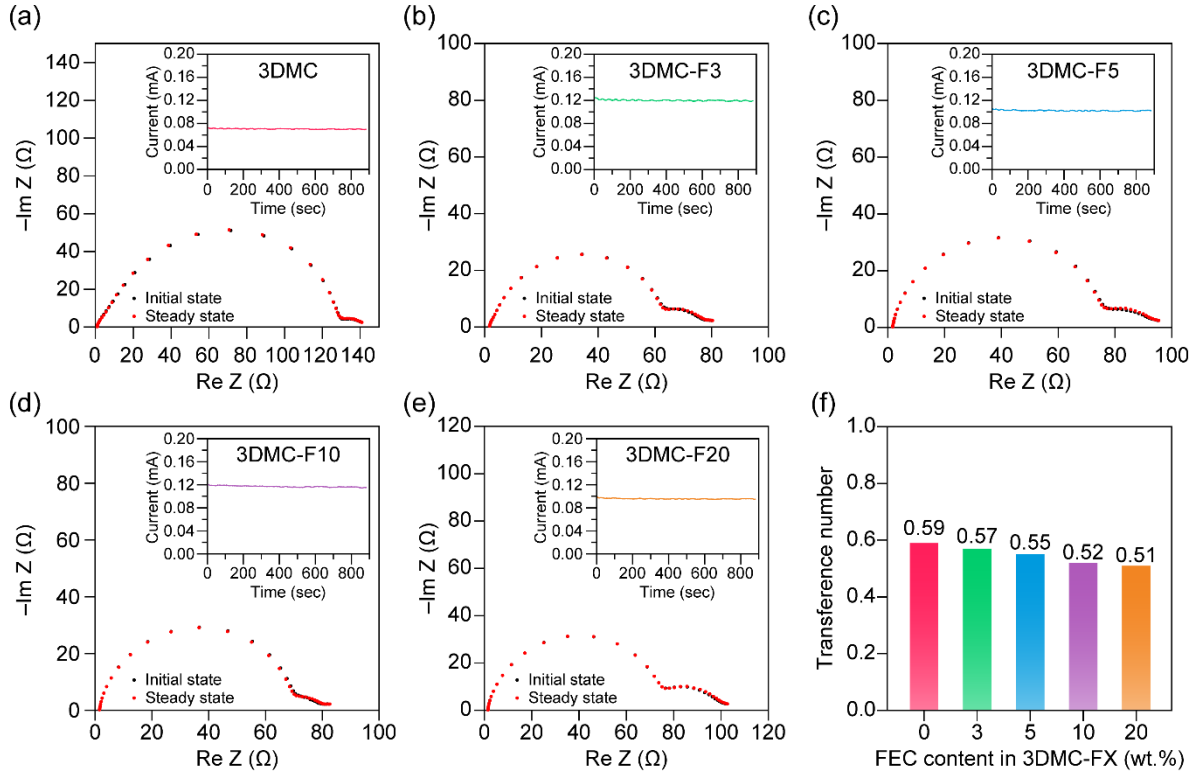 (a)
3DMC
Current (mA)
0.20
0.16
0.12
0.08
0.04
0.00
0 200 400 600 800
Time (sec)
−Im Z (Ω)
150
125
100
75
60
40
20
0
Initial state
Steady state
0 20 40 60 80 100 120 140
Re Z (Ω)
(b)
3DMC-F3
Current (mA)
0.20
0.16
0.12
0.08
0.04
0.00
0 200 400 600 800
Time (sec)
−Im Z (Ω)
100
80
60
40
20
0
Initial state
Steady state
0 20 40 60 80 100
Re Z (Ω)
(c)
3DMC-F5
Current (mA)
0.20
0.16
0.12
0.08
0.04
0.00
0 200 400 600 800
Time (sec)
−Im Z (Ω)
100
80
60
40
20
0
Initial state
Steady state
0 20 40 60 80 100
Re Z (Ω)
(d)
3DMC-F10
Current (mA)
0.20
0.16
0.12
0.08
0.04
0.00
0 200 400 600 800
Time (sec)
−Im Z (Ω)
100
80
60
40
20
0
Initial state
Steady state
0 20 40 60 80 100
Re Z (Ω)
(e)
3DMC-F20
Current (mA)
0.20
0.16
0.12
0.08
0.04
0.00
0 200 400 600 800
Time (sec)
−Im Z (Ω)
120
100
80
60
40
20
0
Initial state
Steady state
0 20 40 60 80 100 120
Re Z (Ω)
(f)
Transference number
1.0
0.8
0.6
0.4
0.2
0.0
0.59 0.57 0.55 0.52 0.51
0 3 5 10 20
FEC content in 3DMC-FX (wt.%)